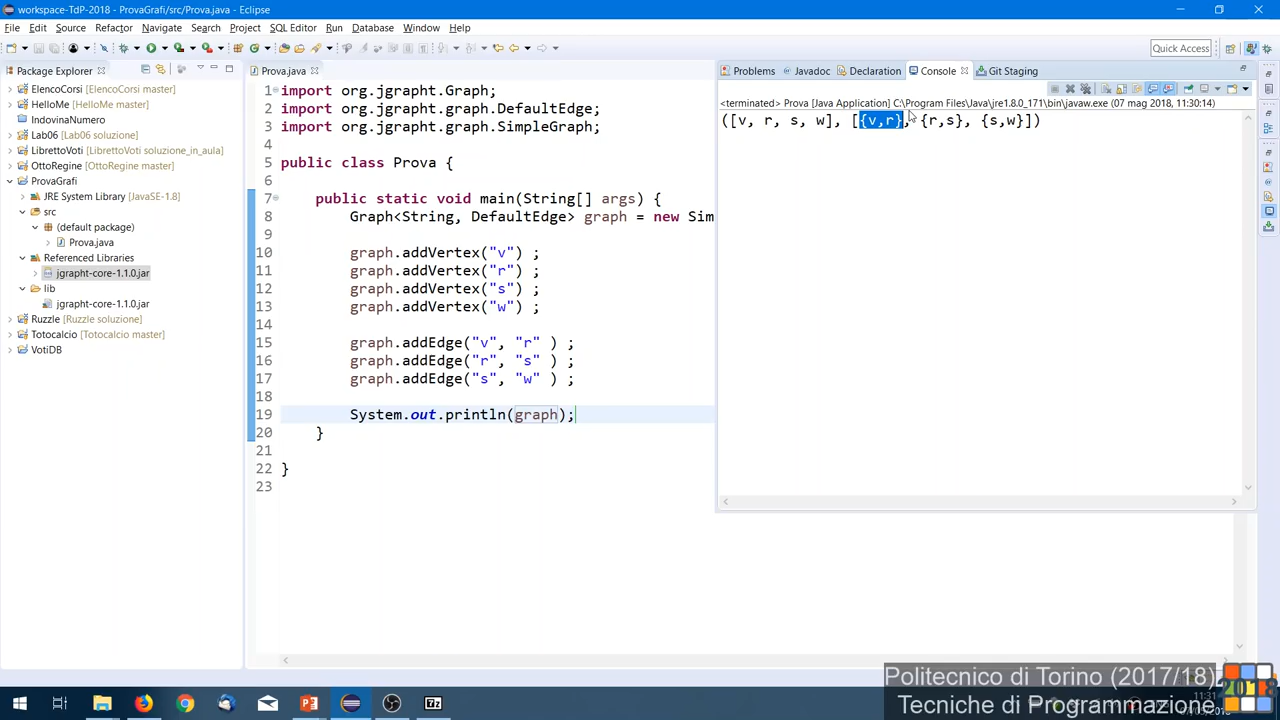 workspace-TdP-2018 - ProvaGrafi/src/Prova.java - Eclipse
File Edit Source Refactor Navigate Search Project SQL Editor Run Database Window Help
Quick Access
Package Explorer
ElencoCorsi [ElencoCorsi master]
HelloMe [HelloMe master]
IndovinaNumero
Lab06 [Lab06 soluzione]
LibrettoVoti [LibrettoVoti soluzione_in_aula]
OttoRegine [OttoRegine master]
ProvaGrafi
JRE System Library [JavaSE-1.8]
src
(default package)
Prova.java
Referenced Libraries
jgrapht-core-1.1.0.jar
lib
jgrapht-core-1.1.0.jar
Ruzzle [Ruzzle soluzione]
Totocalcio [Totocalcio master]
VotiDB
Prova.java
1 import org.jgrapht.Graph;
2 import org.jgrapht.graph.DefaultEdge;
3 import org.jgrapht.graph.SimpleGraph;
4
5 public class Prova {
6
7 public static void main(String[] args) {
8 Graph<String, DefaultEdge> graph = new Sim
9
10 graph.addVertex("v") ;
11 graph.addVertex("r") ;
12 graph.addVertex("s") ;
13 graph.addVertex("w") ;
14
15 graph.addEdge("v", "r" ) ;
16 graph.addEdge("r", "s" ) ;
17 graph.addEdge("s", "w" ) ;
18
19 System.out.println(graph);
20 }
21
22 }
23
Problems Javadoc Declaration Console Git Staging
<terminated> Prova [Java Application] C:\Program Files\Java\jre1.8.0_171\bin\javaw.exe (07 mag 2018, 11:30:14)
([v, r, s, w], [{v,r}, {r,s}, {s,w}])
Politecnico di Torino (2017/18)
Tecniche di Programmazione
2018
11:31